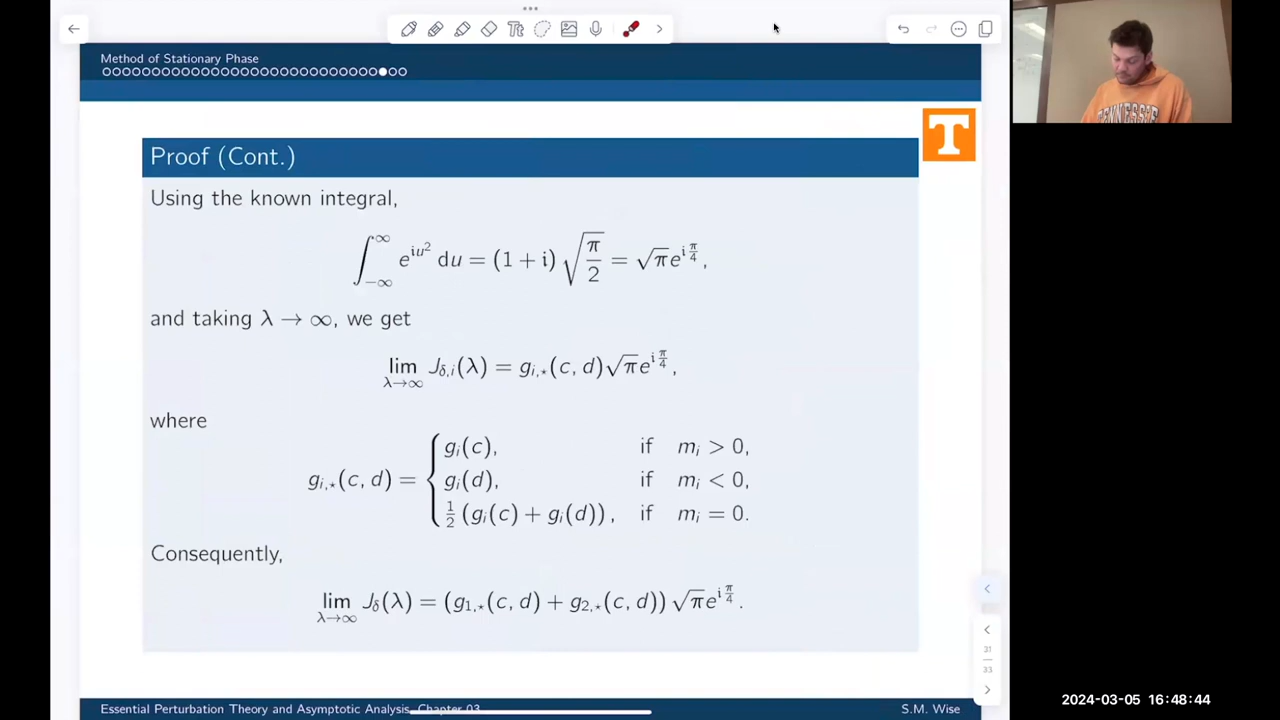 Method of Stationary Phase
T
Proof (Cont.)
Using the known integral,
∫_{-∞}^{∞} e^{iu²} du = (1 + i) √(π/2) = √π e^{i π/4},
and taking λ → ∞, we get
lim_{λ→∞} J_{δ,i}(λ) = g_{i,⋆}(c, d) √π e^{i π/4},
where
g_{i,⋆}(c, d) = { g_i(c), if m_i > 0,
g_i(d), if m_i < 0,
½ (g_i(c) + g_i(d)), if m_i = 0.
Consequently,
lim_{λ→∞} J_δ(λ) = (g_{1,⋆}(c, d) + g_{2,⋆}(c, d)) √π e^{i π/4}.
31
33
Essential Perturbation Theory and Asymptotic Analysis, Chapter 03
S.M. Wise
TENNESSEE
2024-03-05 16:48:44